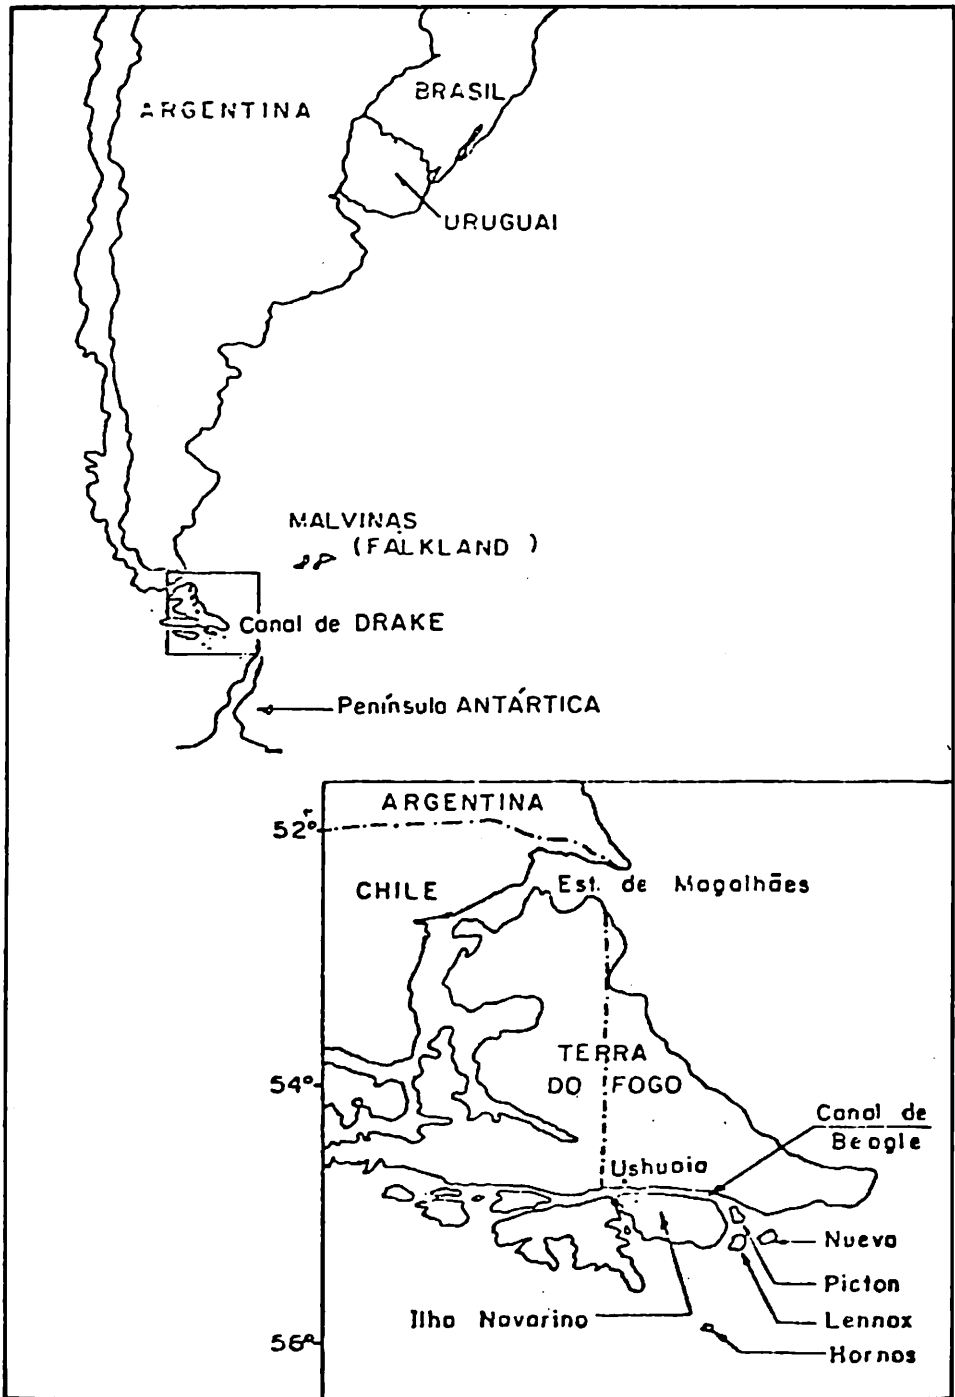 BRASIL
ARGENTINA
URUGUAI
MALVINAS
(FALKLAND)
Canal de DRAKE
Península ANTÁRTICA
ARGENTINA
52°
CHILE
Est. de Magalhães
TERRA
DO FOGO
54°
Canal de
Beagle
Ushuaia
Nueva
Picton
Ilha Navarino
Lennox
56°
Hornos